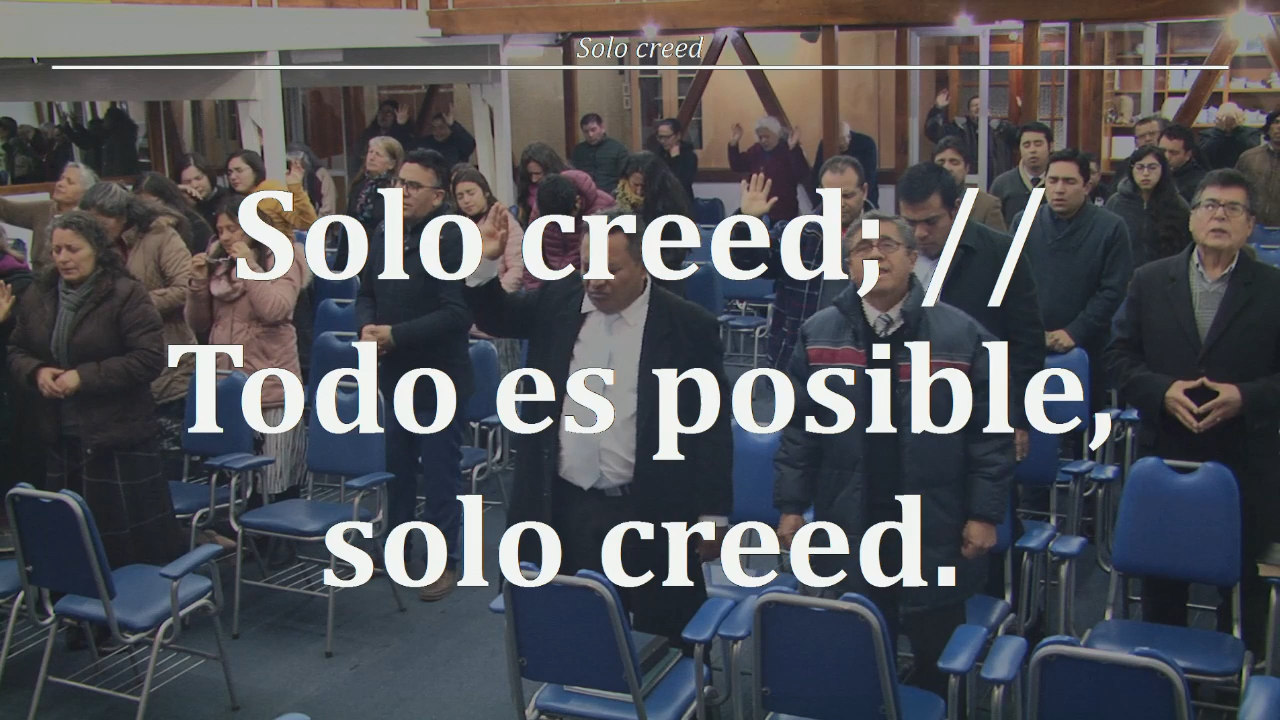 Solo creed
Solo creed; //
Todo es posible,
solo creed.